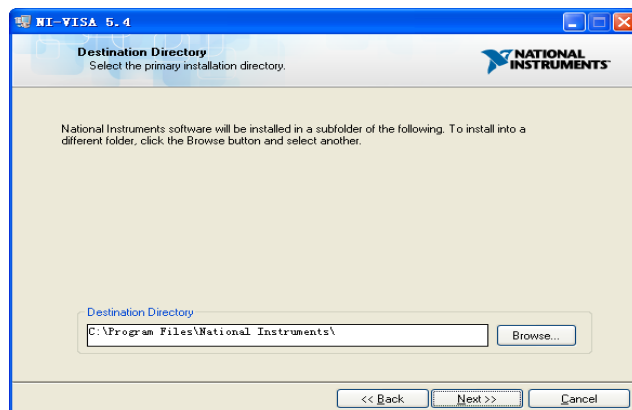 NI-VISA 5.4
Destination Directory
Select the primary installation directory.
NATIONAL
INSTRUMENTS
National Instruments software will be installed in a subfolder of the following. To install into a
different folder, click the Browse button and select another.
Destination Directory
C:\Program Files\National Instruments\
Browse...
<< Back
Next >>
Cancel